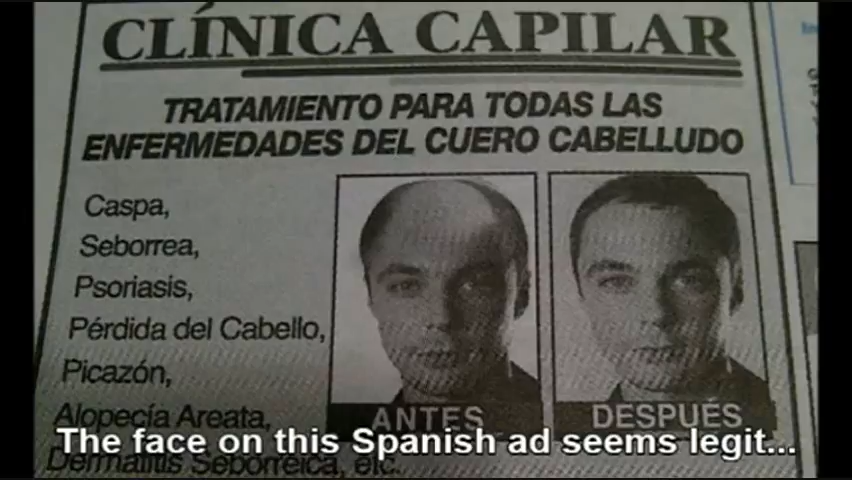 CLÍNICA CAPILAR
TRATAMIENTO PARA TODAS LAS
ENFERMEDADES DEL CUERO CABELLUDO
Caspa,
Seborrea,
Psoriasis,
Pérdida del Cabello,
Picazón,
Alopecía Areata,
Dermatitis Seborreica, etc.
ANTES
DESPUÉS
The face on this Spanish ad seems legit...